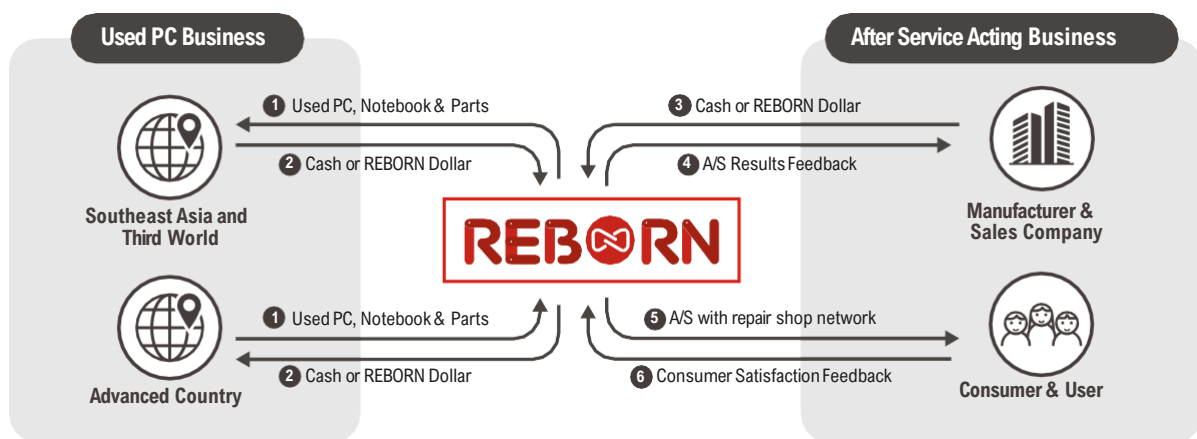 Used PC Business
After Service Acting Business
1 Used PC, Notebook & Parts
2 Cash or REBORN Dollar
Southeast Asia and
Third World
3 Cash or REBORN Dollar
4 A/S Results Feedback
Manufacturer &
Sales Company
REBORN
1 Used PC, Notebook & Parts
2 Cash or REBORN Dollar
Advanced Country
5 A/S with repair shop network
6 Consumer Satisfaction Feedback
Consumer & User